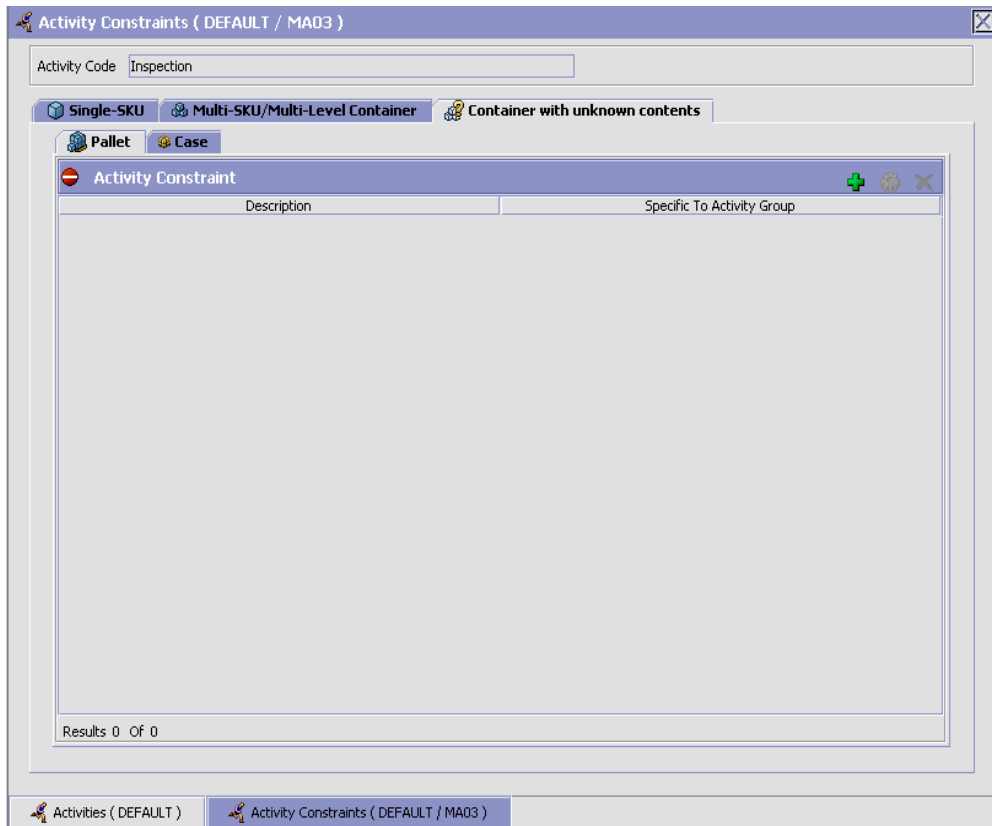 Activity Constraints ( DEFAULT / MA03 )
Activity Code Inspection
Single-SKU Multi-SKU/Multi-Level Container Container with unknown contents
Pallet Case
Activity Constraint
Description Specific To Activity Group
Results 0 Of 0
Activities ( DEFAULT ) Activity Constraints ( DEFAULT / MA03 )